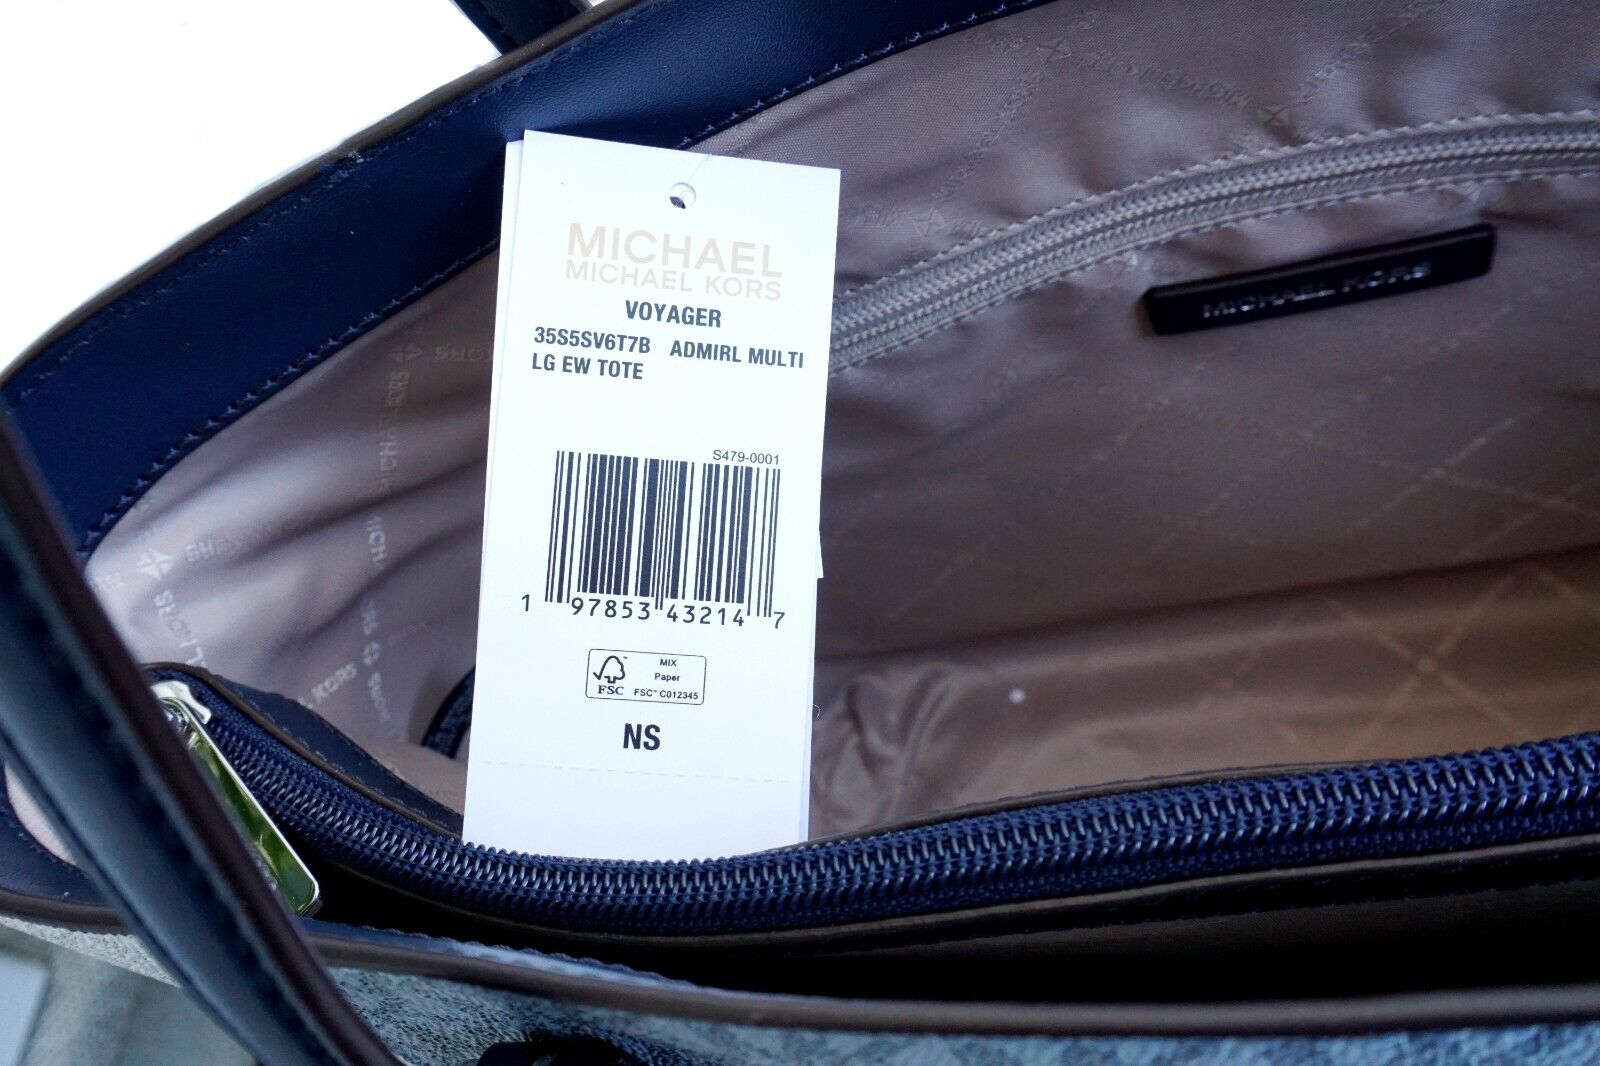 MICHAEL
MICHAEL KORS
VOYAGER
35S5SV6T7B ADMIRL MULTI
LG EW TOTE
S479-0001
1 97853 43214 7
FSC
MIX
Paper
FSC™ C012345
NS
MICHAEL KORS